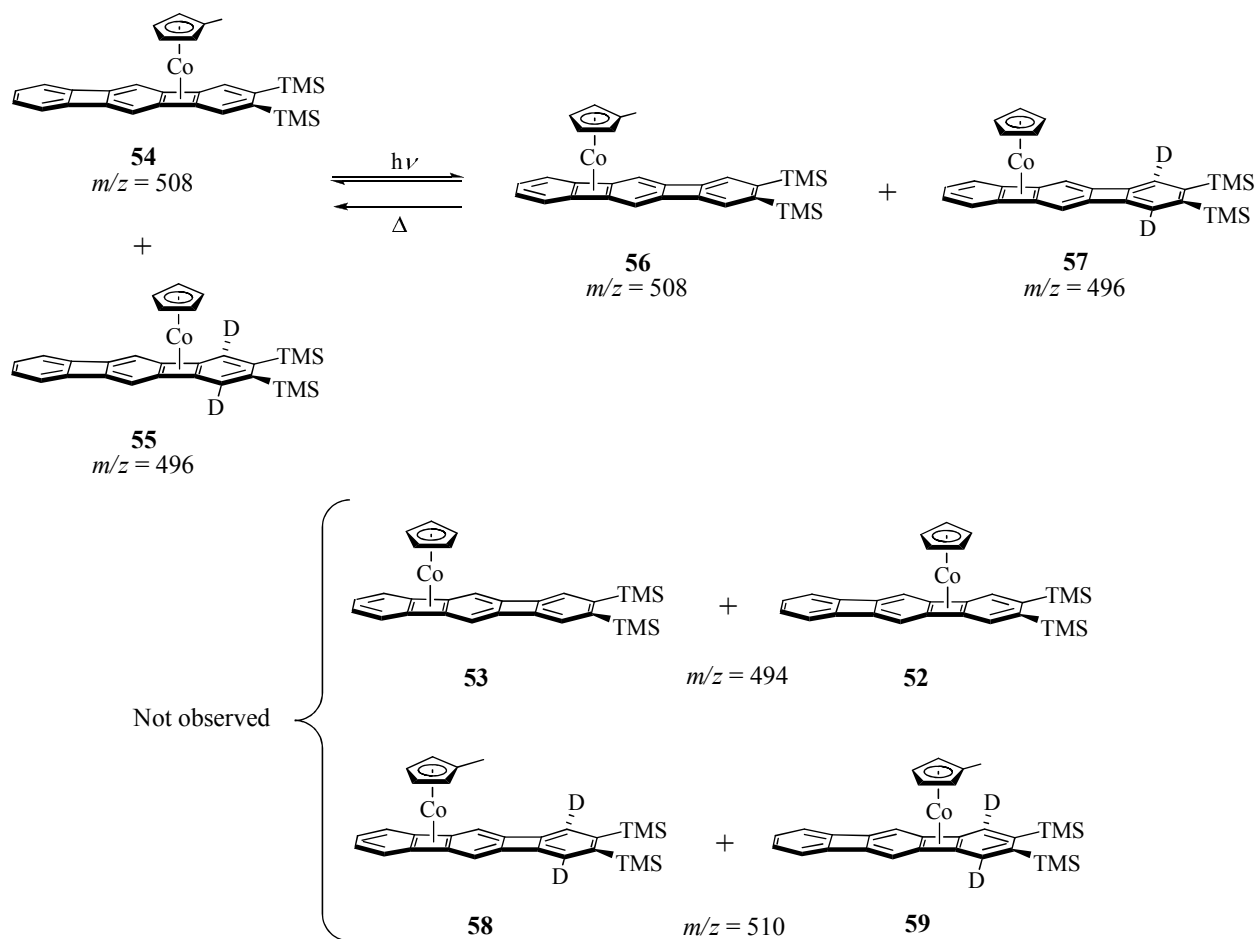 Co
TMS
TMS
54
m/z = 508
+
Co
D
TMS
TMS
D
55
m/z = 496
hν
Δ
Co
TMS
TMS
56
m/z = 508
+
Co
D
TMS
TMS
D
57
m/z = 496
Not observed
Co
TMS
TMS
53
+
m/z = 494
Co
TMS
TMS
52
Co
D
TMS
TMS
D
58
+
m/z = 510
Co
D
TMS
TMS
D
59